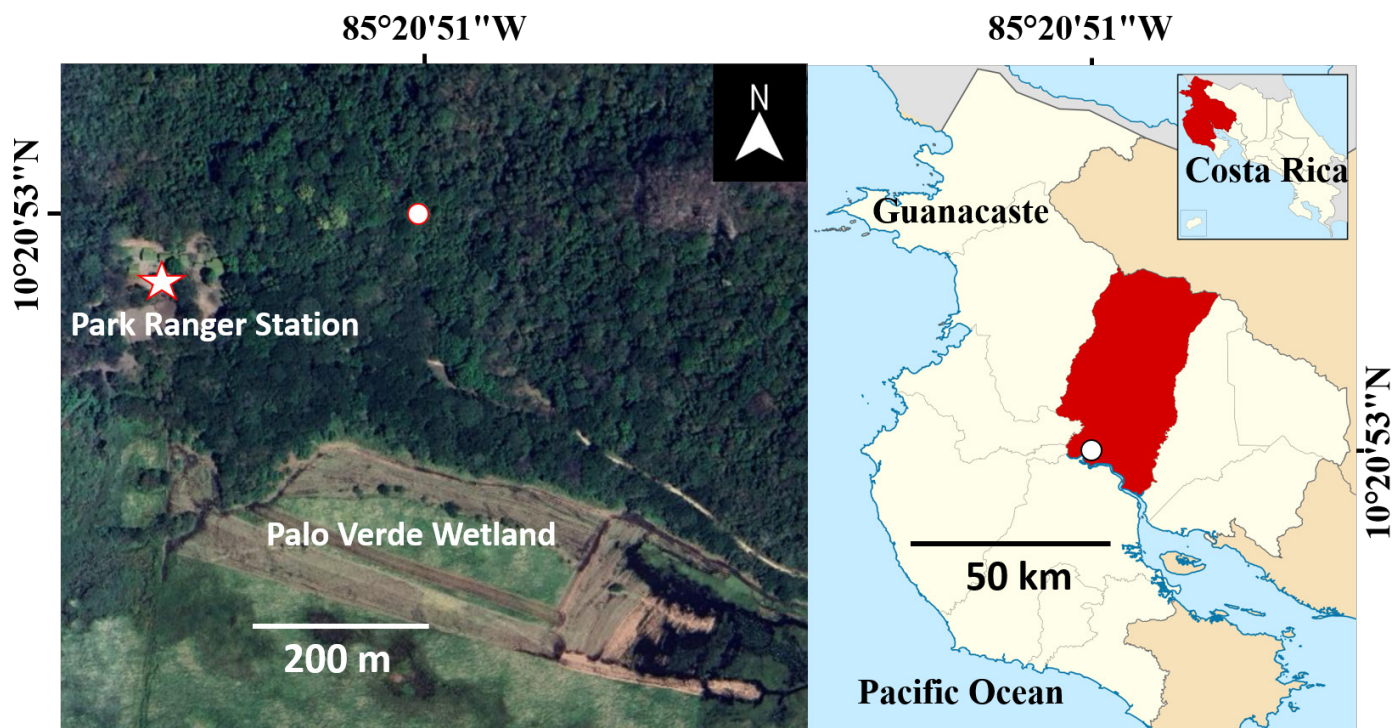 85°20'51"W
85°20'51"W
10°20'53"N
N
Park Ranger Station
Palo Verde Wetland
200 m
Guanacaste
Costa Rica
10°20'53"N
50 km
Pacific Ocean